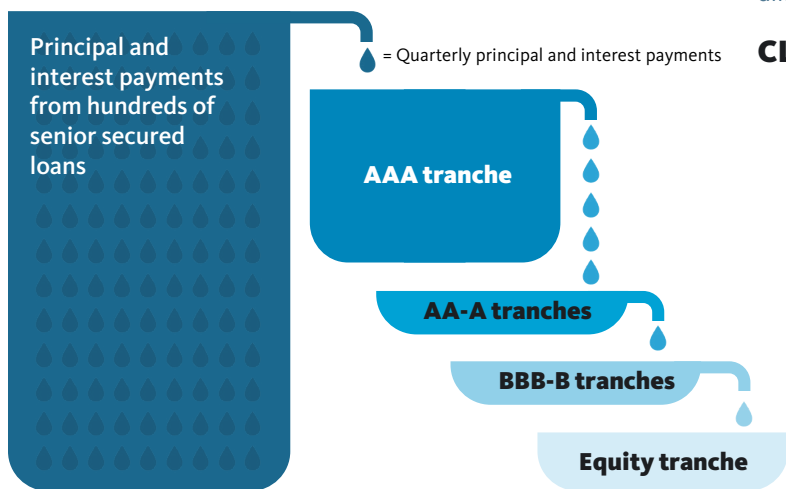 Principal and
interest payments
from hundreds of
senior secured
loans
= Quarterly principal and interest payments
CL
AAA tranche
AA-A tranches
BBB-B tranches
Equity tranche